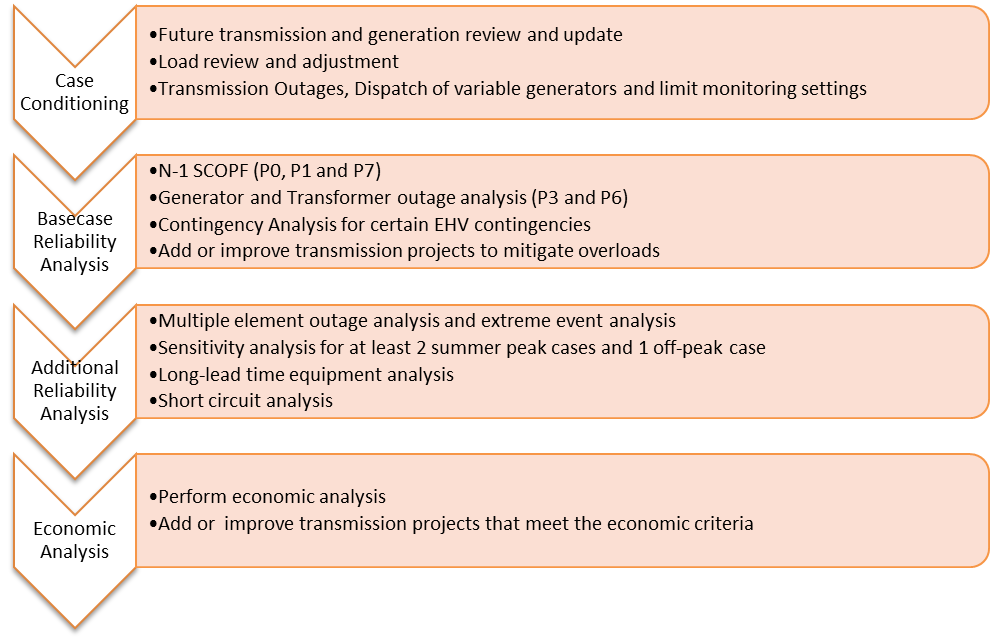 Case
Conditioning
•Future transmission and generation review and update
•Load review and adjustment
•Transmission Outages, Dispatch of variable generators and limit monitoring settings
Basecase
Reliability
Analysis
•N-1 SCOPF (P0, P1 and P7)
•Generator and Transformer outage analysis (P3 and P6)
•Contingency Analysis for certain EHV contingencies
•Add or improve transmission projects to mitigate overloads
Additional
Reliability
Analysis
•Multiple element outage analysis and extreme event analysis
•Sensitivity analysis for at least 2 summer peak cases and 1 off-peak case
•Long-lead time equipment analysis
•Short circuit analysis
Economic
Analysis
•Perform economic analysis
•Add or  improve transmission projects that meet the economic criteria